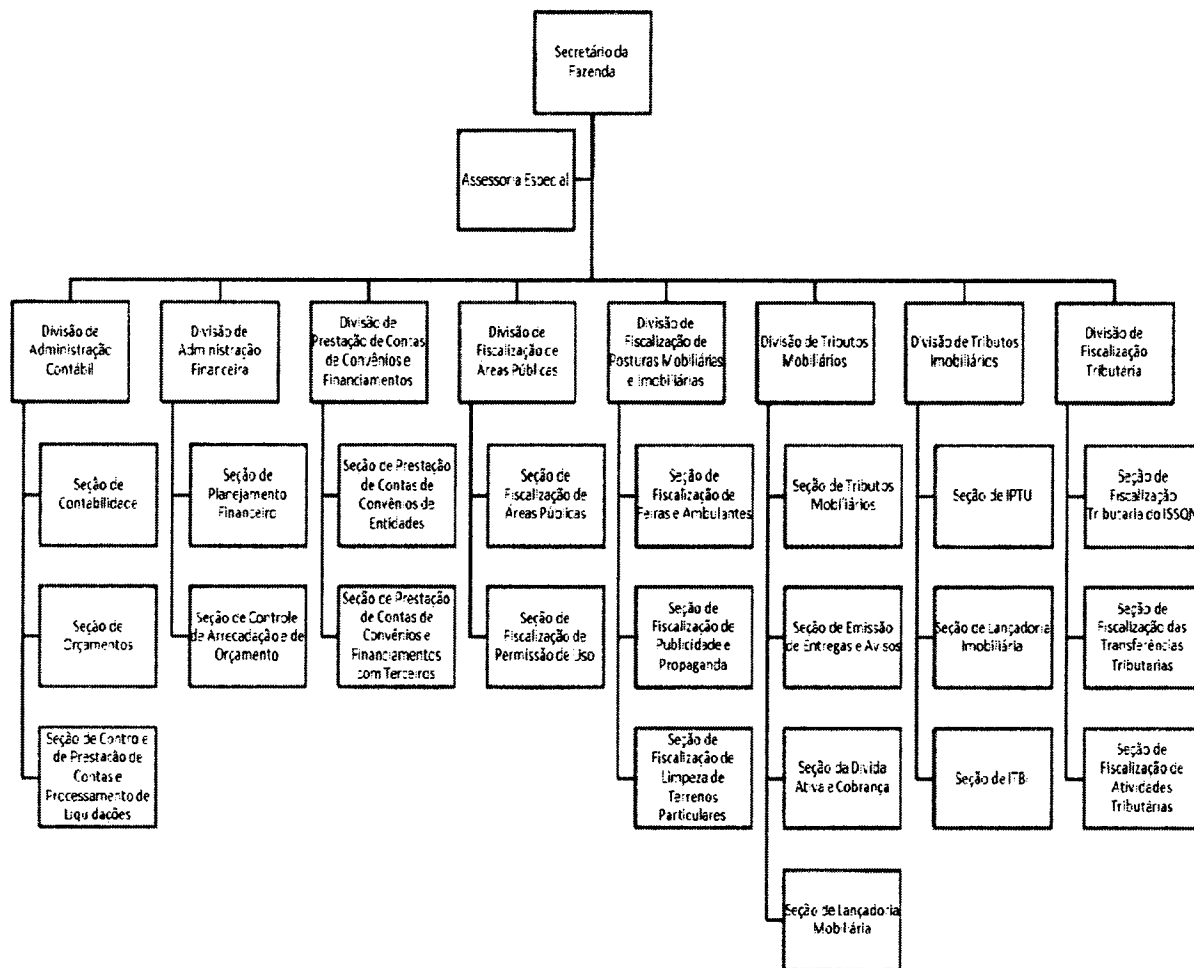 Secretário da
Fazenda
Assessoria Especial
Divisão de
Administração
Contábil
Divisão de
Administração
Financeira
Divisão de
Prestação de Contas
de Convênios e
Financiamentos
Divisão de
Fiscalização de
Áreas Públicas
Divisão de
Fiscalização de
Posturas Mobiliárias
e Imobiliárias
Divisão de Tributos
Mobiliários
Divisão de Tributos
Imobiliários
Divisão de
Fiscalização
Tributária
Seção de
Contabilidade
Seção de
Planejamento
Financeiro
Seção de Prestação
de Contas de
Convênios de
Entidades
Seção de
Fiscalização de
Áreas Públicas
Seção de
Fiscalização de
Feiras e Ambulantes
Seção de Tributos
Mobiliários
Seção de IPTU
Seção de
Fiscalização
Tributaria do ISSQN
Seção de
Orçamentos
Seção de Controle
de Arrecadação e de
Orçamento
Seção de Prestação
de Contas de
Convênios e
Financiamentos
com Terceiros
Seção de
Fiscalização de
Permissão de Uso
Seção de
Fiscalização de
Publicidade e
Propaganda
Seção de Emissão
de Entregas e Avisos
Seção de Lançadoria
Imobiliária
Seção de
Fiscalização das
Transferências
Tributarias
Seção de Controle
de Prestação de
Contas e
Processamento de
Liquidações
Seção de
Fiscalização de
Limpeza de
Terrenos
Particulares
Seção da Divida
Ativa e Cobrança
Seção de ITBI
Seção de
Fiscalização de
Atividades
Tributárias
Seção de Lançadoria
Mobiliária